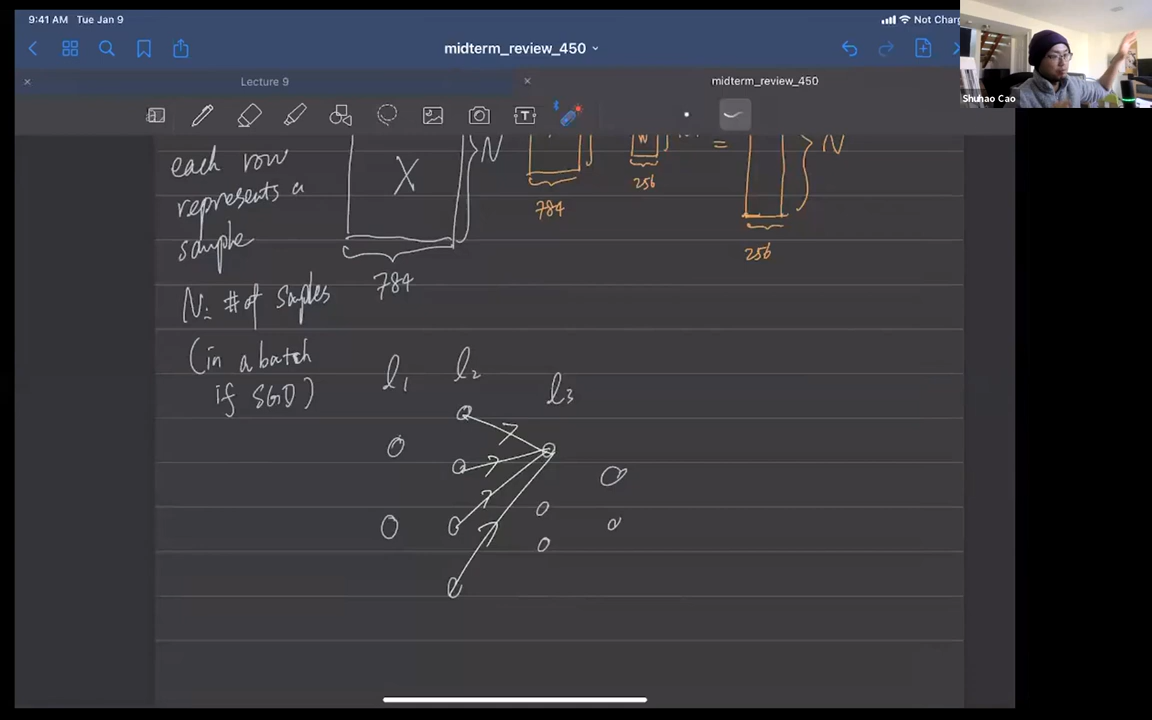 9:41 AM Tue Jan 9
Not Charg
midterm_review_450
Lecture 9
midterm_review_450
Shuhao Cao
each row
represents a
sample
X
N
784
784
W
256
=
N
256
N: # of samples
(in a batch
if SGD)
l1
l2
l3